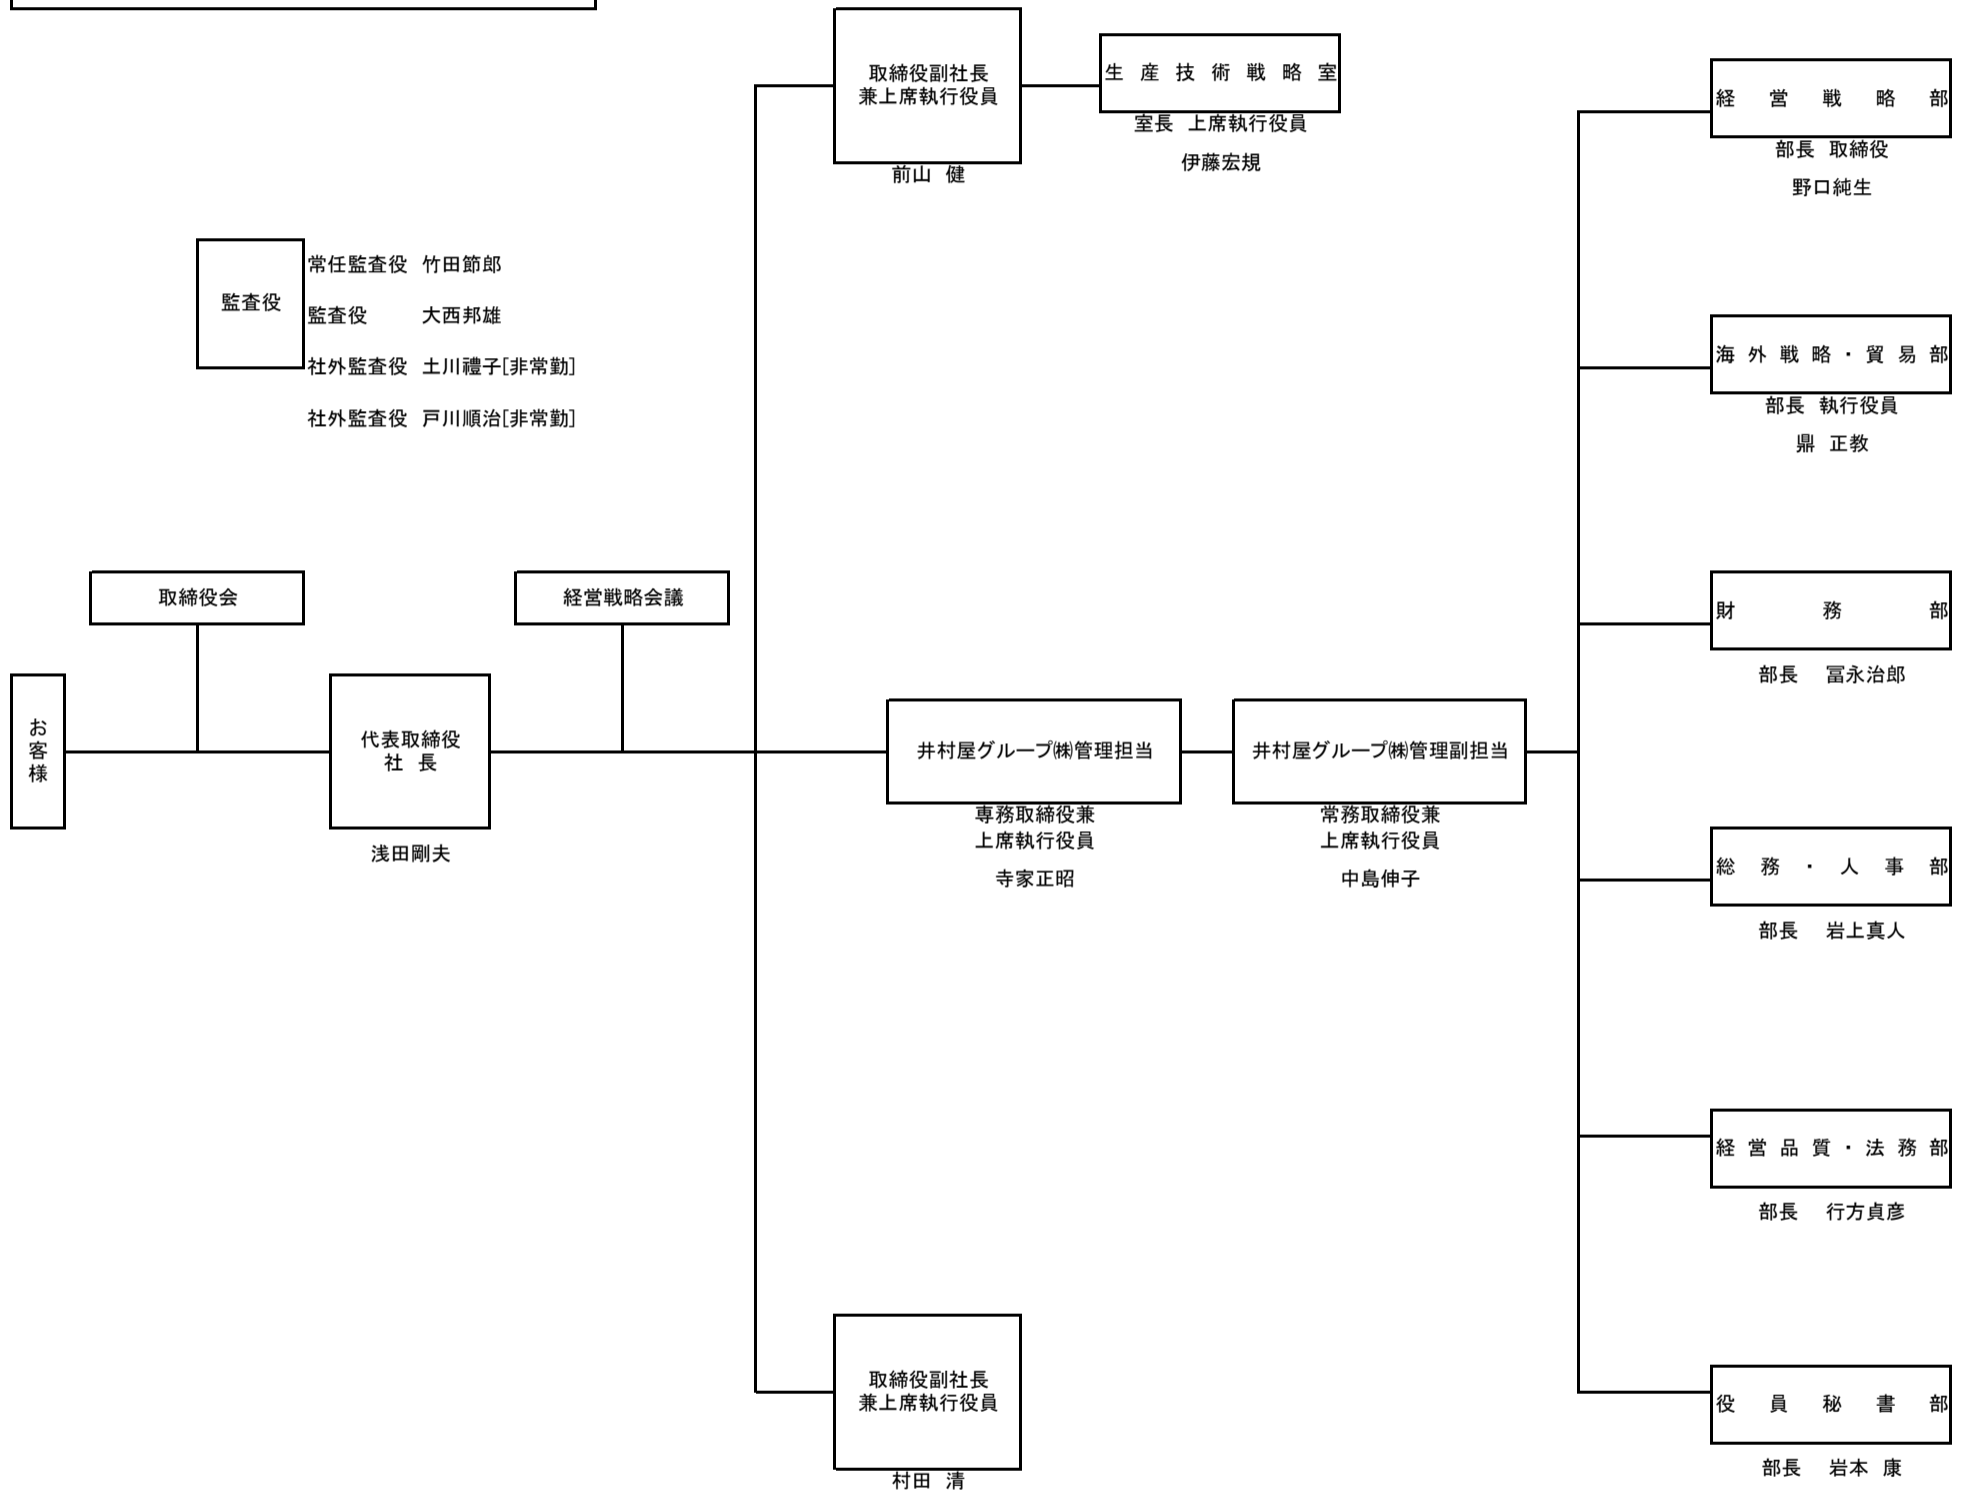 取締役副社長
兼上席執行役員
前山 健
生産技術戦略室
室長 上席執行役員
伊藤宏規
経営戦略部
部長 取締役
野口純生
監査役
常任監査役 竹田節郎
監査役 大西邦雄
社外監査役 土川禮子[非常勤]
社外監査役 戸川順治[非常勤]
海外戦略・貿易部
部長 執行役員
鼎 正教
取締役会
経営戦略会議
財務部
部長 冨永治郎
お客様
代表取締役
社 長
浅田剛夫
井村屋グループ㈱管理担当
専務取締役兼
上席執行役員
寺家正昭
井村屋グループ㈱管理副担当
常務取締役兼
上席執行役員
中島伸子
総務・人事部
部長 岩上真人
経営品質・法務部
部長 行方貞彦
取締役副社長
兼上席執行役員
村田 清
役員秘書部
部長 岩本 康